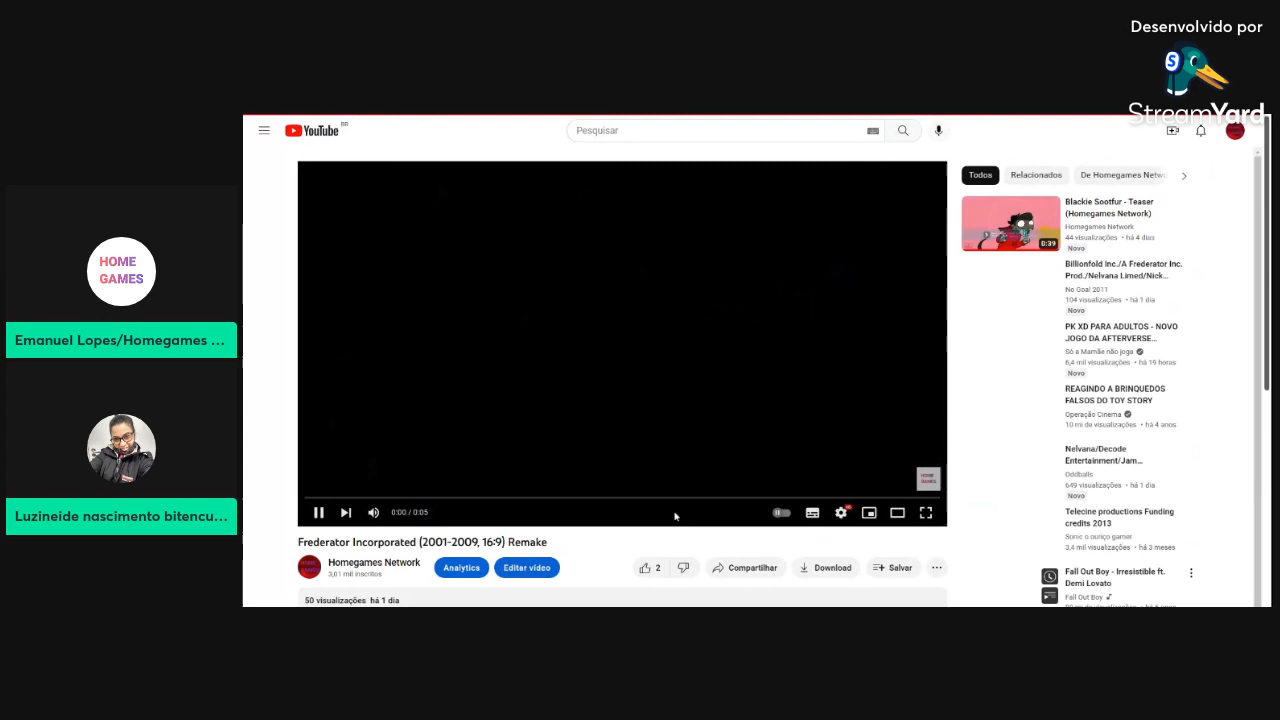 Desenvolvido por
StreamYard
HOME
GAMES
Emanuel Lopes/Homegames ...
Luzineide nascimento bitencu...
YouTube
BR
Pesquisar
HOME
GAMES
0:00 / 0:05
Frederator Incorporated (2001-2009, 16:9) Remake
Homegames Network
3,01 mil inscritos
Analytics
Editar vídeo
2
Compartilhar
Download
Salvar
50 visualizações há 1 dia
Todos
Relacionados
De Homegames Netwo
0:39
Blackie Sootfur - Teaser
(Homegames Network)
Homegames Network
44 visualizações • há 4 dias
Novo
Billionfold Inc./A Frederator Inc.
Prod./Nelvana Limed/Nick...
No Goal 2011
104 visualizações • há 1 dia
Novo
PK XD PARA ADULTOS - NOVO
JOGO DA AFTERVERSE...
Só a Mamãe não joga
6,4 mil visualizações • há 19 horas
Novo
REAGINDO A BRINQUEDOS
FALSOS DO TOY STORY
Operação Cinema
10 mi de visualizações • há 4 anos
Nelvana/Decode
Entertainment/Jam...
Oddballs
649 visualizações • há 1 dia
Novo
Telecine productions Funding
credits 2013
Sonic o ouriço gamer
3,4 mil visualizações • há 3 meses
Fall Out Boy - Irresistible ft.
Demi Lovato
Fall Out Boy